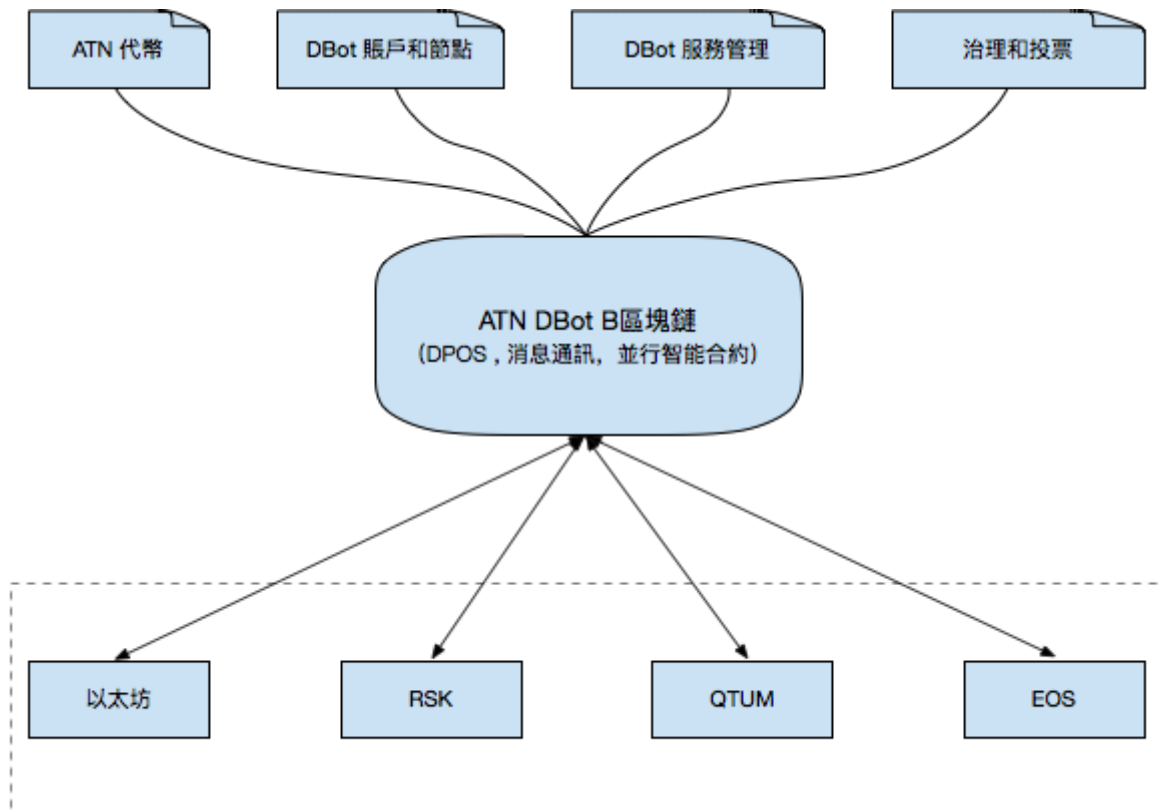 ATN 代幣
DBot 賬戶和節點
DBot 服務管理
治理和投票
ATN DBot B區塊鏈
（DPOS , 消息通訊, 並行智能合約）
以太坊
RSK
QTUM
EOS